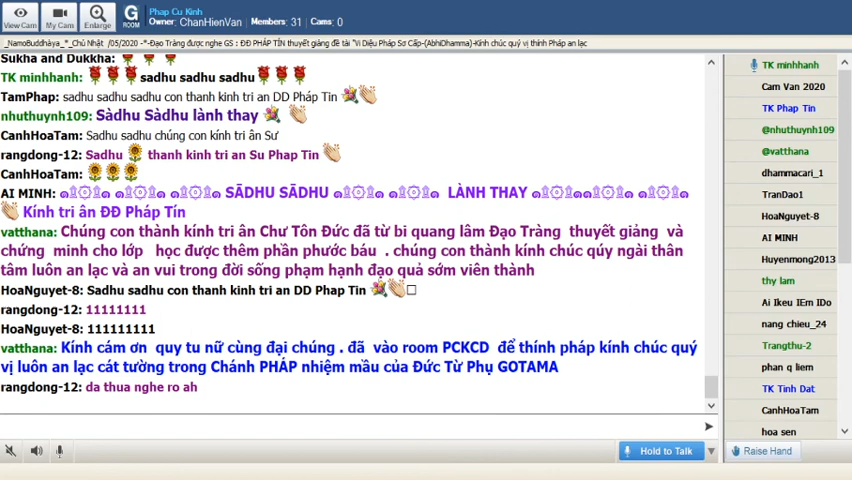 View Cam
My Cam
Enlarge
G
ROOM
Phap Cu Kinh
Owner: ChanHienVan Members: 31 Cams: 0
_NamoBuddhàya_*_Chủ Nhật /05/2020 -*-Đạo Tràng được nghe GS : ĐĐ PHÁP TÍN thuyết giảng đề tài "Vi Diệu Pháp Sơ Cấp-(AbhiDhamma)-Kính chúc quý vị thính Pháp an lạc
Sukha and Dukkha:
TK minhhanh: sadhu sadhu sadhu
TamPhap: sadhu sadhu sadhu con thanh kinh tri an DD Pháp Tin
nhuthuynh109: Sàdhu Sàdhu lành thay
CanhHoaTam: Sadhu sadhu chúng con kính tri ân Sư
rangdong-12: Sadhu thanh kinh tri an Su Phap Tin
CanhHoaTam:
AI MINH: ๑۩۞۩๑ ๑۩۞۩๑ ๑۩۞۩๑ SĀDHU SĀDHU ๑۩۞۩๑ ๑۩۞۩๑ LÀNH THAY ๑۩۞۩๑๑۩۞۩๑ ๑۩۞۩๑
Kính tri ân ĐĐ Pháp Tín
vatthana: Chúng con thành kính tri ân Chư Tôn Đức đã từ bi quang lâm Đạo Tràng thuyết giảng và
chứng minh cho lớp học được thêm phần phước báu . chúng con thành kính chúc qúy ngài thân
tâm luôn an lạc và an vui trong đời sống phạm hạnh đạo quả sớm viên thành
HoaNguyet-8: Sadhu sadhu con thanh kinh tri an DD Phap Tin
rangdong-12: 11111111
HoaNguyet-8: 111111111
vatthana: Kính cám ơn quy tu nữ cùng đại chúng . đã vào room PCKCD để thính pháp kính chúc quý
vị luôn an lạc cát tường trong Chánh PHÁP nhiệm mầu của Đức Từ Phụ GOTAMA
rangdong-12: da thua nghe ro ah
Hold to Talk
TK minhhanh
Cam Van 2020
TK Phap Tin
@nhuthuynh109
@vatthana
dhammacari_1
TranDao1
HoaNguyet-8
AI MINH
Huyenmong2013
thy lam
Ai lkeu IEm IDo
nang chieu_24
Trangthu-2
phan q liem
TK Tinh Dat
CanhHoaTam
hoa sen
Raise Hand